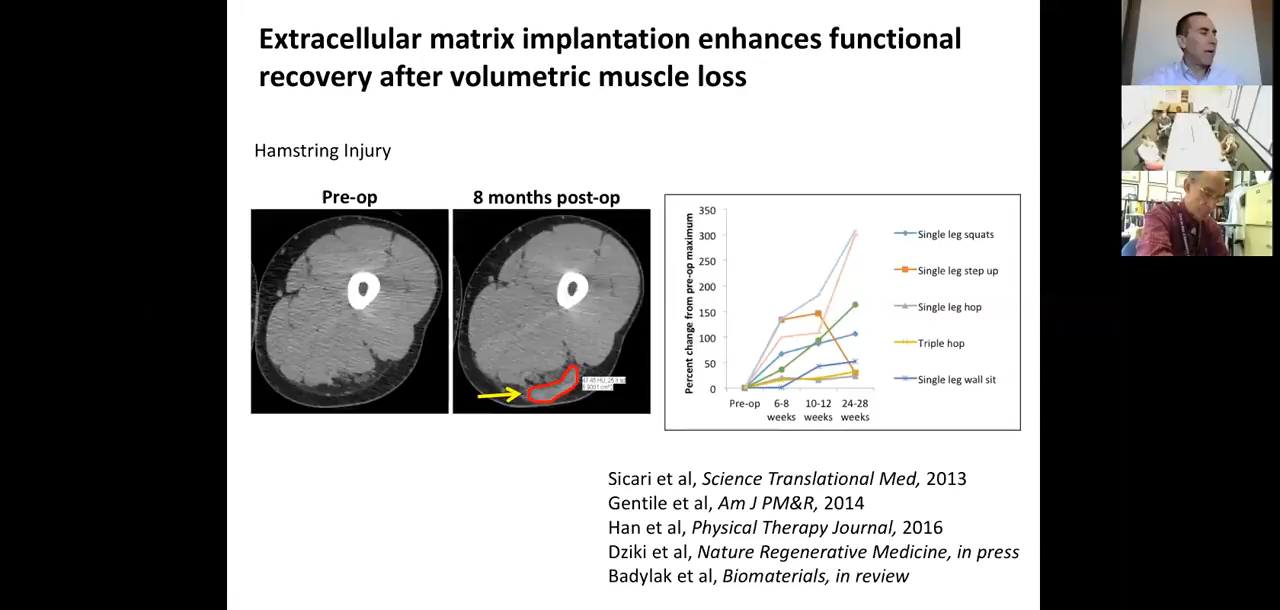 Extracellular matrix implantation enhances functional
recovery after volumetric muscle loss
Hamstring Injury
Pre-op
8 months post-op
Percent change from pre-op maximum
350
300
250
200
150
100
50
0
Pre-op
6-8 weeks
10-12 weeks
24-28 weeks
Single leg squats
Single leg step up
Single leg hop
Triple hop
Single leg wall sit
Sicari et al, Science Translational Med, 2013
Gentile et al, Am J PM&R, 2014
Han et al, Physical Therapy Journal, 2016
Dziki et al, Nature Regenerative Medicine, in press
Badylak et al, Biomaterials, in review